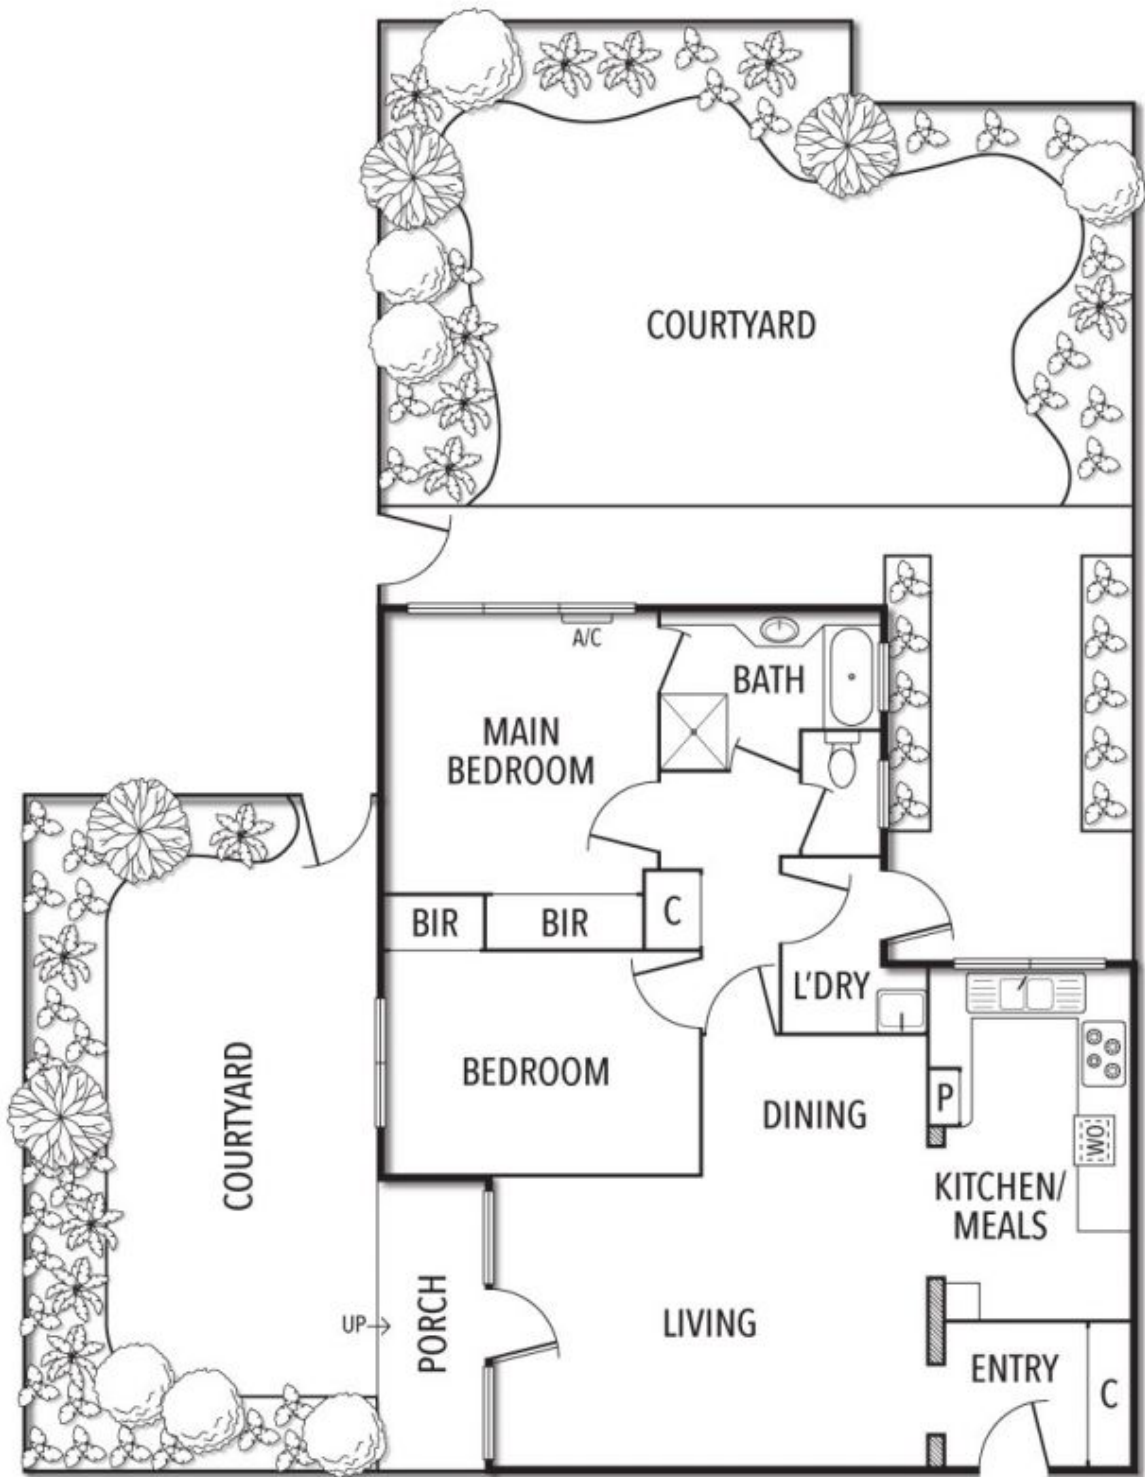 COURTYARD
A/C
BATH
MAIN
BEDROOM
BIR
BIR
C
L'DRY
BEDROOM
P
DINING
WO
COURTYARD
KITCHEN/
MEALS
PORCH
UP
LIVING
ENTRY
C